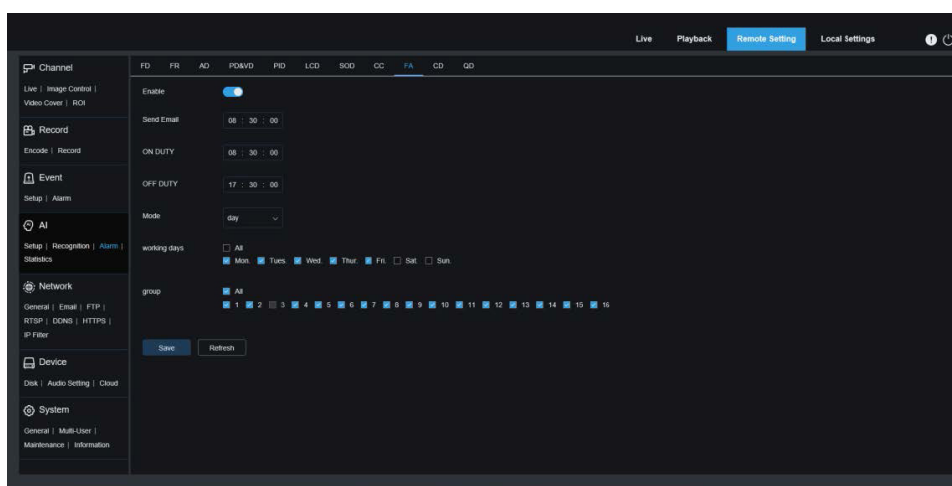 Live Playback Remote Setting Local Settings
Channel
Live | Image Control |
Video Cover | ROI
Record
Encode | Record
Event
Setup | Alarm
AI
Setup | Recognition | Alarm |
Statistics
Network
General | Email | FTP |
RTSP | DDNS | HTTPS |
IP Filter
Device
Disk | Audio Setting | Cloud
System
General | Multi-User |
Maintenance | Information
FD FR AD PD&VD PID LCD SOD CC FA CD QD
Enable
Send Email 08 : 30 : 00
ON DUTY 08 : 30 : 00
OFF DUTY 17 : 30 : 00
Mode day
working days All
Mon. Tues. Wed. Thur. Fri. Sat. Sun.
group All
1 2 3 4 5 6 7 8 9 10 11 12 13 14 15 16
Save Refresh